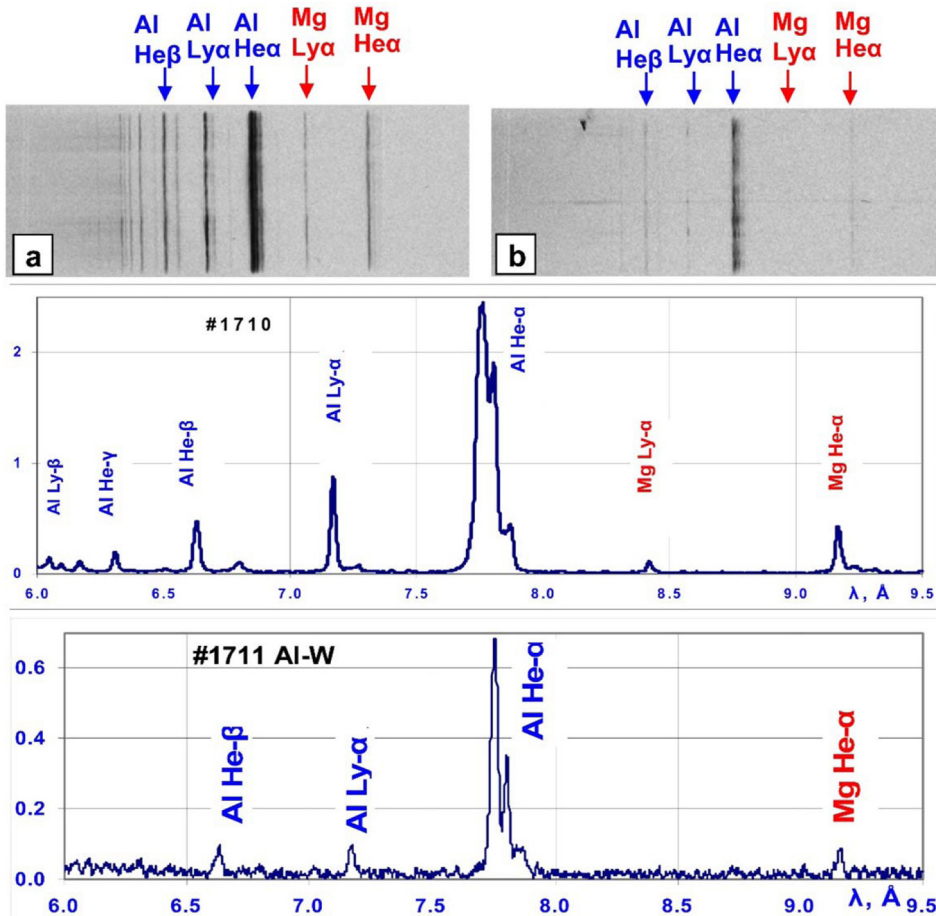 Al Heβ Al Lyα Al Heα Mg Lyα Mg Heα
Al Heβ Al Lyα Al Heα Mg Lyα Mg Heα
a
b
#1710
2
1
0
Al Ly-β
Al He-γ
Al He-β
Al Ly-α
Al He-α
Mg Ly-α
Mg He-α
6.0 6.5 7.0 7.5 8.0 8.5 9.0 λ, Å 9.5
#1711 Al-W
0.6
0.4
0.2
0.0
Al He-β
Al Ly-α
Al He-α
Mg He-α
6.0 6.5 7.0 7.5 8.0 8.5 9.0 λ, Å 9.5